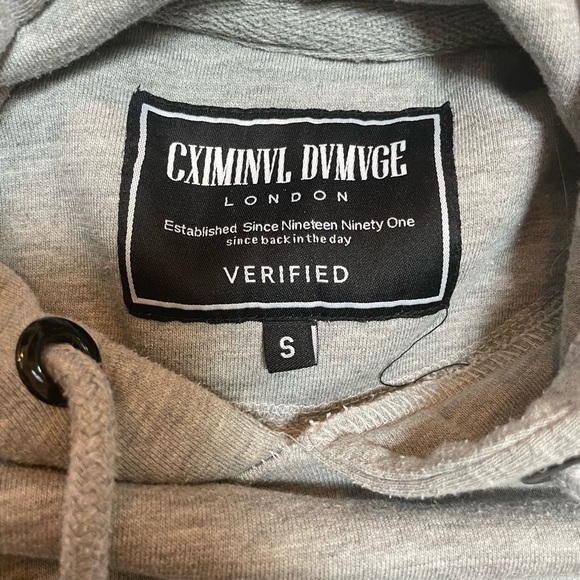 CXIMINVL DVMVGE
LONDON
Established Since Nineteen Ninety One
since back in the day
VERIFIED
S